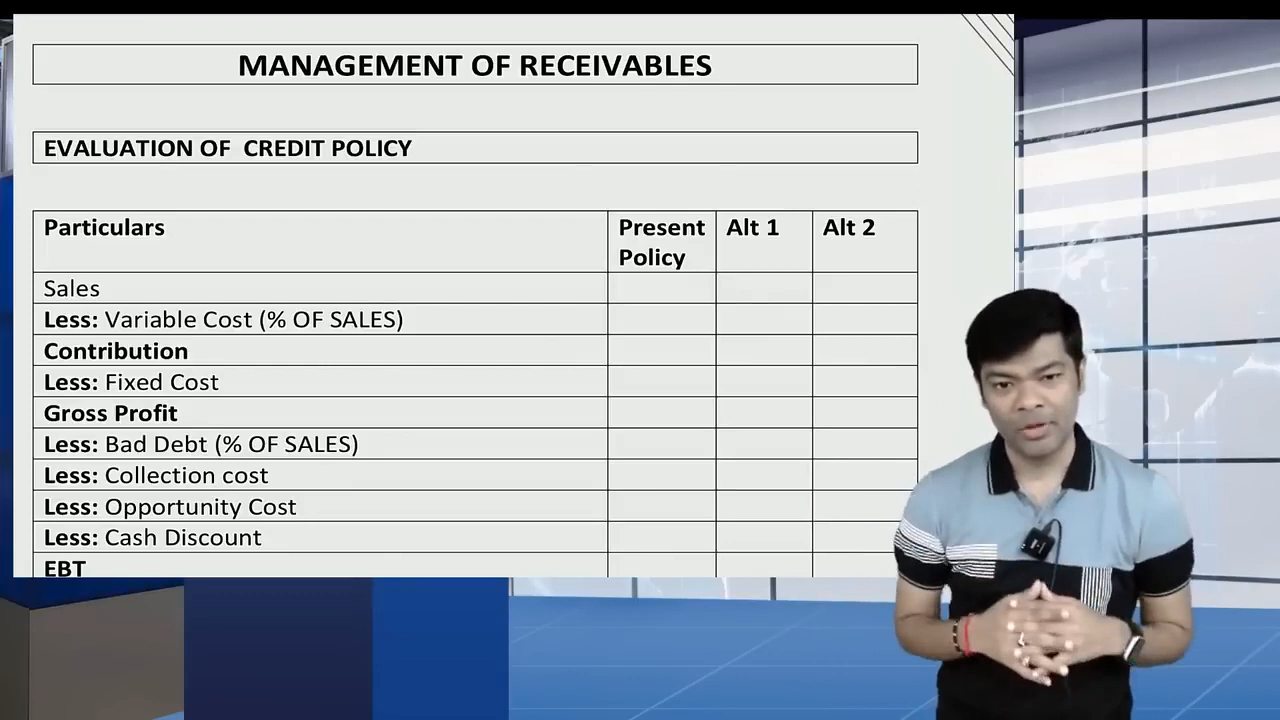 MANAGEMENT OF RECEIVABLES
EVALUATION OF CREDIT POLICY
Particulars Present Policy Alt 1 Alt 2
Sales
Less: Variable Cost (% OF SALES)
Contribution
Less: Fixed Cost
Gross Profit
Less: Bad Debt (% OF SALES)
Less: Collection cost
Less: Opportunity Cost
Less: Cash Discount
EBT